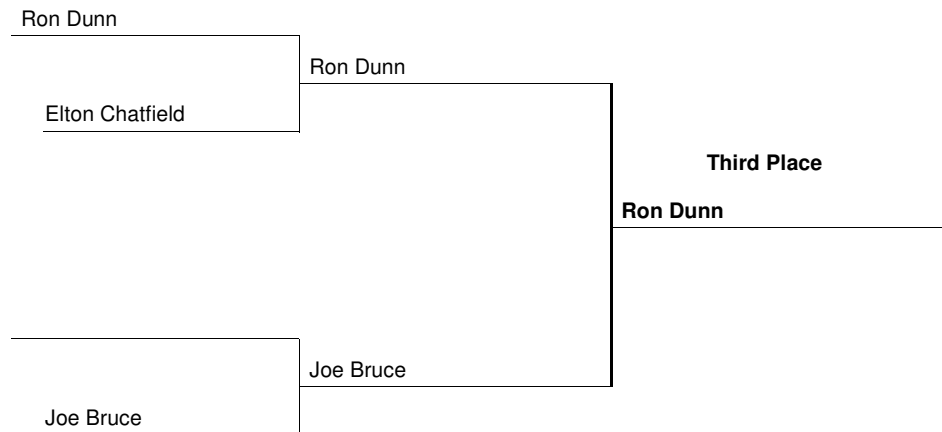 Ron Dunn
Ron Dunn
Elton Chatfield
Third Place
Ron Dunn
Joe Bruce
Joe Bruce